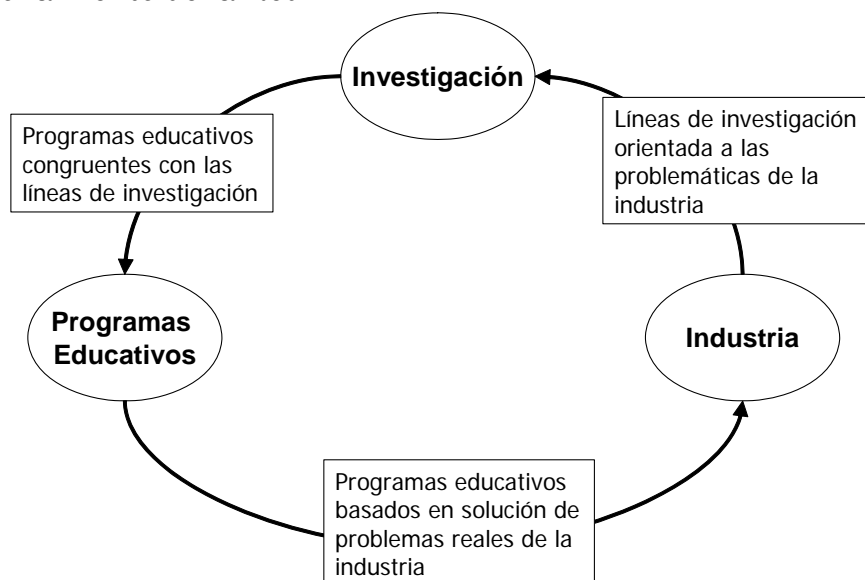 Investigación
Programas educativos
congruentes con las
líneas de investigación
Líneas de investigación
orientada a las
problemáticas de la
industria
Programas
Educativos
Industria
Programas educativos
basados en solución de
problemas reales de la
industria